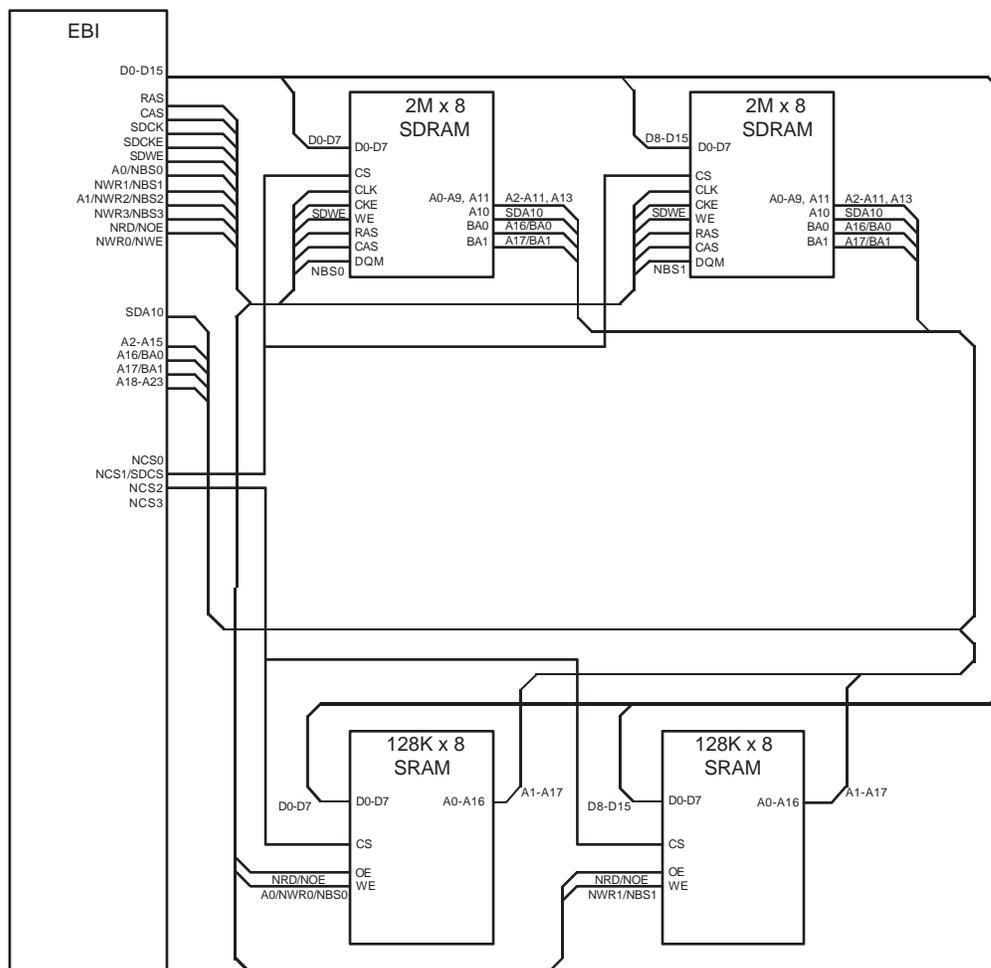 EBI
D0-D15
RAS
CAS
SDCK
SDCKE
SDWE
A0/NBS0
NWR1/NBS1
A1/NWR2/NBS2
NWR3/NBS3
NRD/NOE
NWR0/NWE
SDA10
A2-A15
A16/BA0
A17/BA1
A18-A23
NCS0
NCS1/SDCS
NCS2
NCS3
2M x 8
SDRAM
D0-D7
D0-D7
CS
CLK
CKE
SDWE
WE
RAS
CAS
DQM
NBS0
A0-A9, A11
A10
BA0
BA1
A2-A11, A13
SDA10
A16/BA0
A17/BA1
2M x 8
SDRAM
D8-D15
D0-D7
CS
CLK
CKE
SDWE
WE
RAS
CAS
DQM
NBS1
A0-A9, A11
A10
BA0
BA1
A2-A11, A13
SDA10
A16/BA0
A17/BA1
128K x 8
SRAM
D0-D7
D0-D7
A0-A16
A1-A17
CS
OE
NRD/NOE
WE
A0/NWR0/NBS0
128K x 8
SRAM
D8-D15
D0-D7
A0-A16
A1-A17
CS
OE
NRD/NOE
WE
NWR1/NBS1